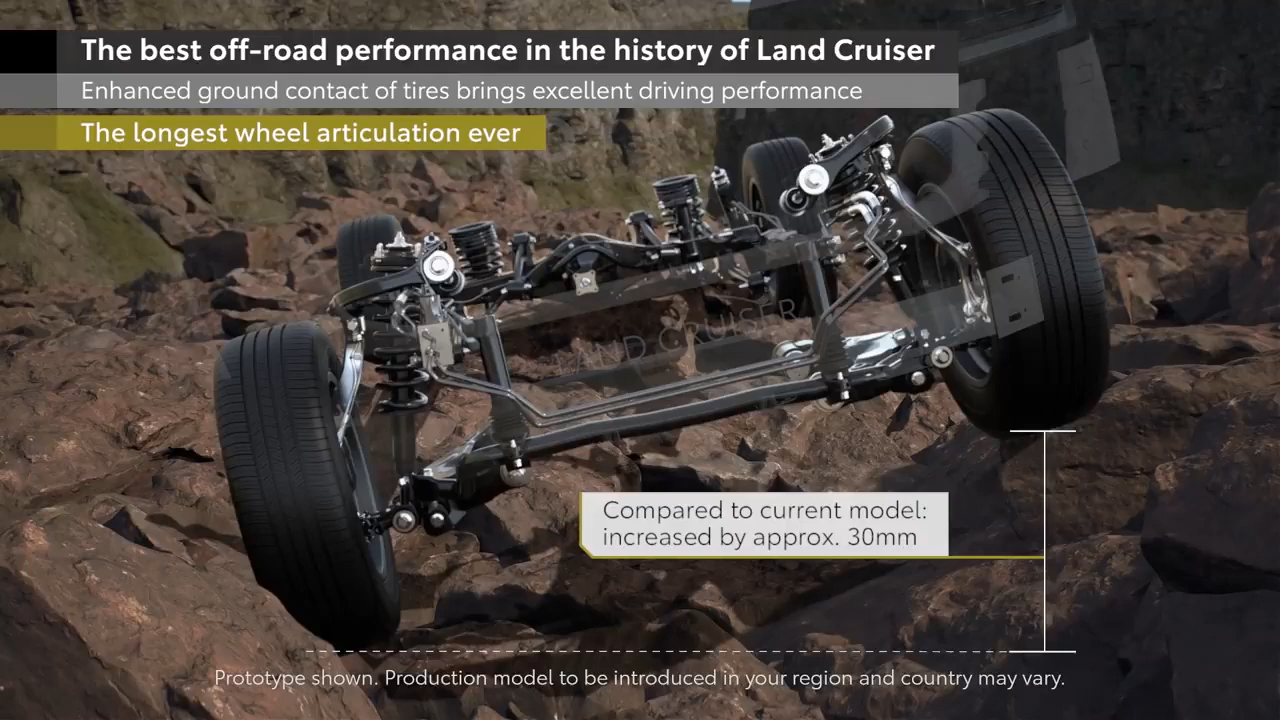 The best off-road performance in the history of Land Cruiser
Enhanced ground contact of tires brings excellent driving performance
The longest wheel articulation ever
LAND CRUISER
Compared to current model:
increased by approx. 30mm
Prototype shown. Production model to be introduced in your region and country may vary.